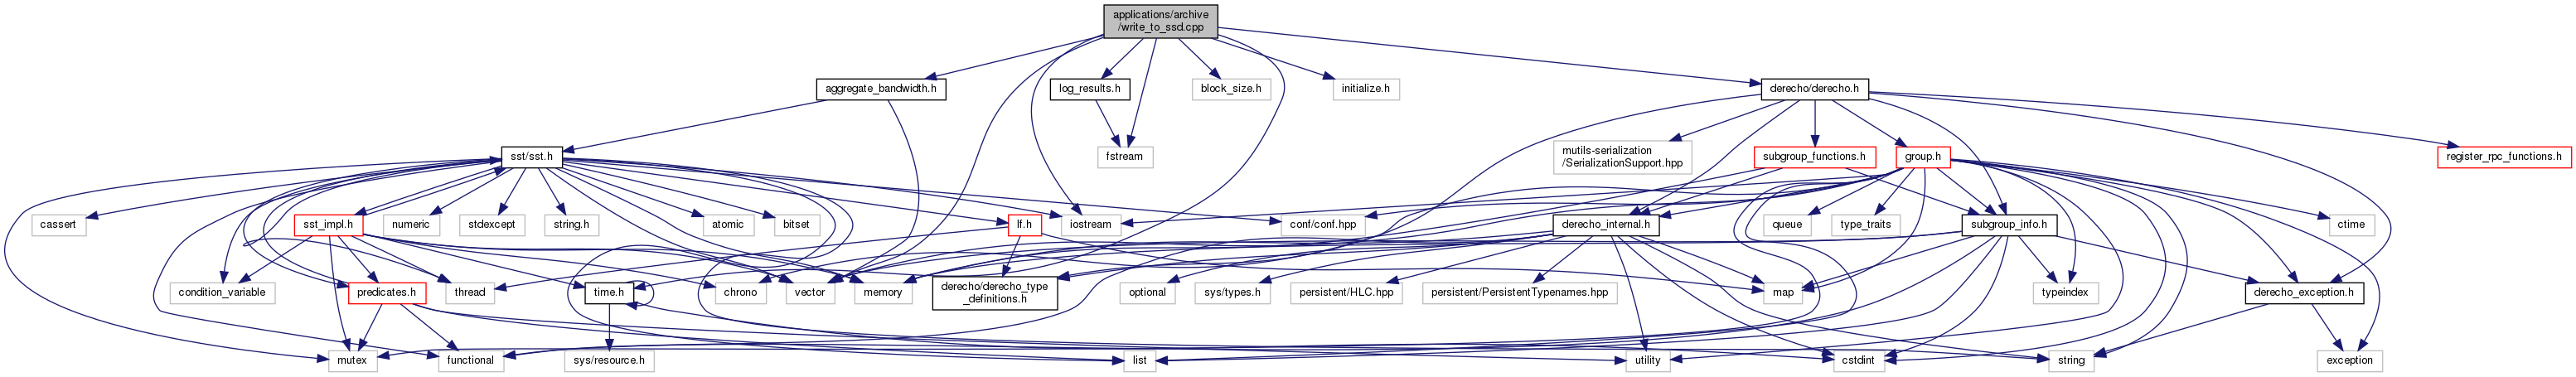 applications/archive
/write_to_ssd.cpp
aggregate_bandwidth.h
log_results.h
block_size.h
initialize.h
derecho/derecho.h
sst/sst.h
fstream
mutils-serialization
/SerializationSupport.hpp
subgroup_functions.h
group.h
register_rpc_functions.h
cassert
sst_impl.h
numeric
stdexcept
string.h
atomic
bitset
conf/conf.hpp
lf.h
iostream
derecho_internal.h
queue
type_traits
subgroup_info.h
ctime
condition_variable
predicates.h
thread
time.h
chrono
vector
memory
derecho/derecho_type
_definitions.h
optional
sys/types.h
persistent/HLC.hpp
persistent/PersistentTypenames.hpp
map
typeindex
derecho_exception.h
mutex
functional
sys/resource.h
list
utility
cstdint
string
exception